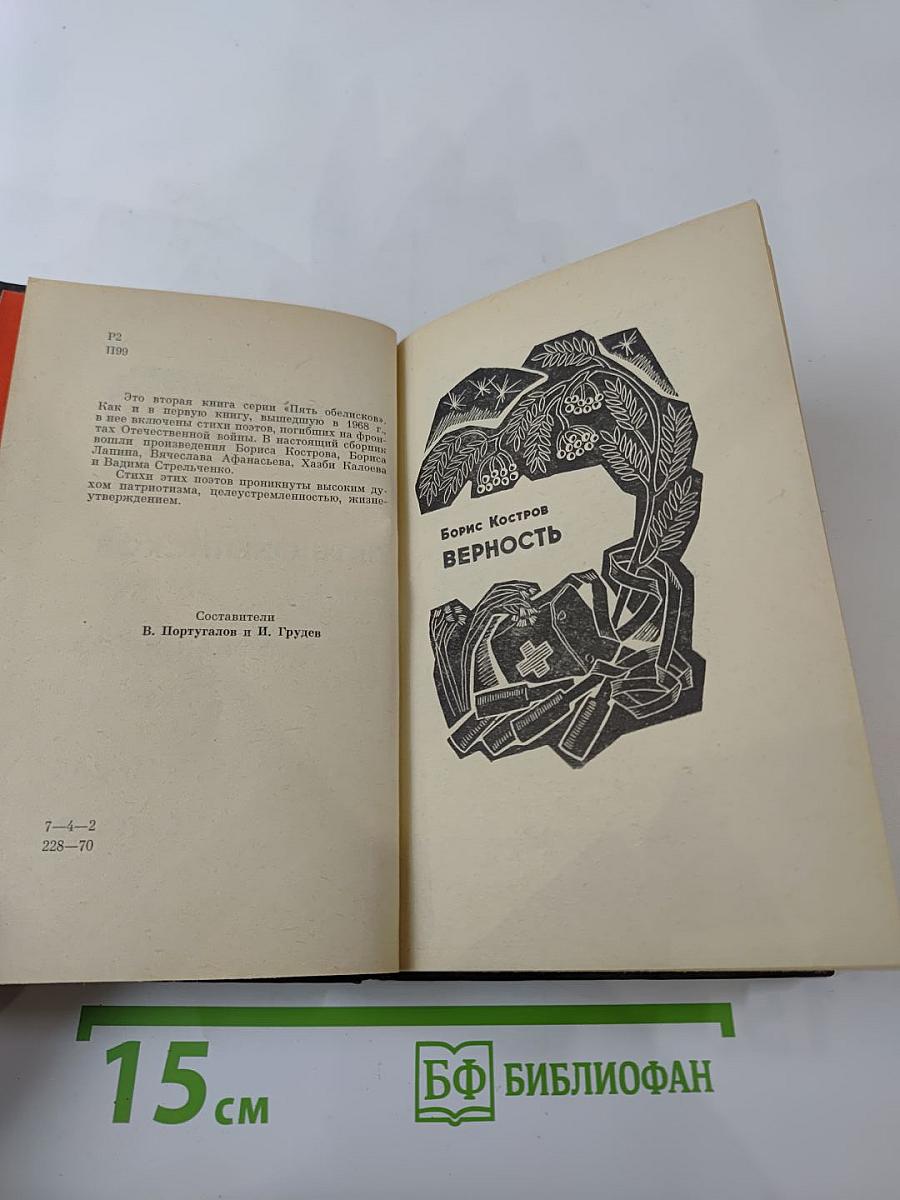 Р2
П99
Это вторая книга серии «Пять обелисков».
Как и в первую книгу, вышедшую в 1968 г.,
в нее включены стихи поэтов, погибших на фрон-
тах Отечественной войны. В настоящий сборник
вошли произведения Бориса Кострова, Бориса
Лапина, Вячеслава Афанасьева, Хазби Калоева
и Вадима Стрельченко.
Стихи этих поэтов проникнуты высоким ду-
хом патриотизма, целеустремленностью, жизне-
утверждением.
Составители
В. Португалов и И. Грудев
7—4—2
228—70
Борис Костров
ВЕРНОСТЬ
15 см
БФ БИБЛИОФАН